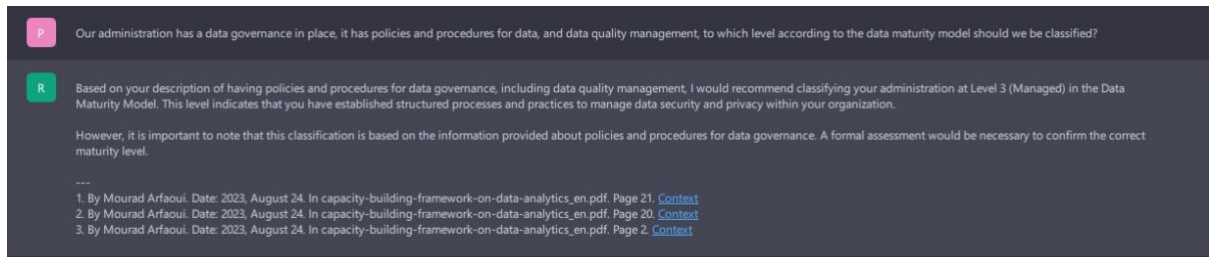 P
Our administration has a data governance in place, it has policies and procedures for data, and data quality management, to which level according to the data maturity model should we be classified?
R
Based on your description of having policies and procedures for data governance, including data quality management, I would recommend classifying your administration at Level 3 (Managed) in the Data
Maturity Model. This level indicates that you have established structured processes and practices to manage data security and privacy within your organization.
However, it is important to note that this classification is based on the information provided about policies and procedures for data governance. A formal assessment would be necessary to confirm the correct
maturity level.
---
1. By Mourad Arfaoui. Date: 2023, August 24. In capacity-building-framework-on-data-analytics_en.pdf. Page 21. Context
2. By Mourad Arfaoui. Date: 2023, August 24. In capacity-building-framework-on-data-analytics_en.pdf. Page 20. Context
3. By Mourad Arfaoui. Date: 2023, August 24. In capacity-building-framework-on-data-analytics_en.pdf. Page 2. Context